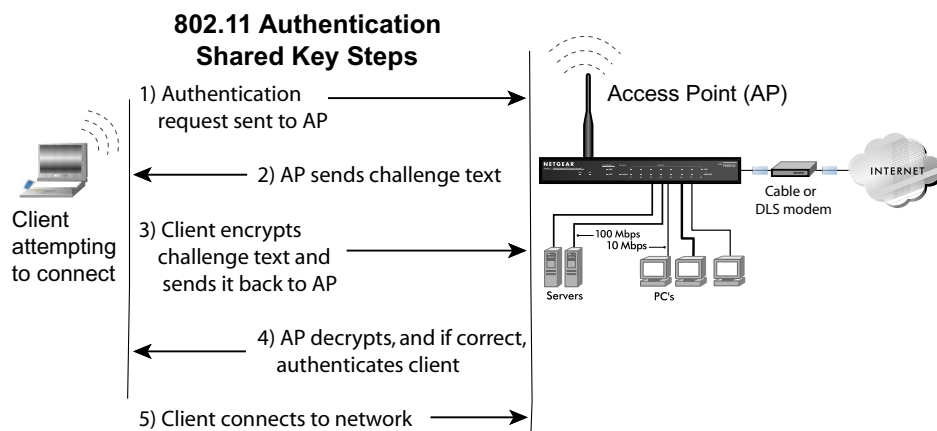 802.11 Authentication
Shared Key Steps
1) Authentication
request sent to AP
Access Point (AP)
2) AP sends challenge text
NETGEAR
INTERNET
Cable or
DLS modem
Client
attempting
to connect
3) Client encrypts
challenge text and
sends it back to AP
100 Mbps
10 Mbps
Servers
PC's
4) AP decrypts, and if correct,
authenticates client
5) Client connects to network